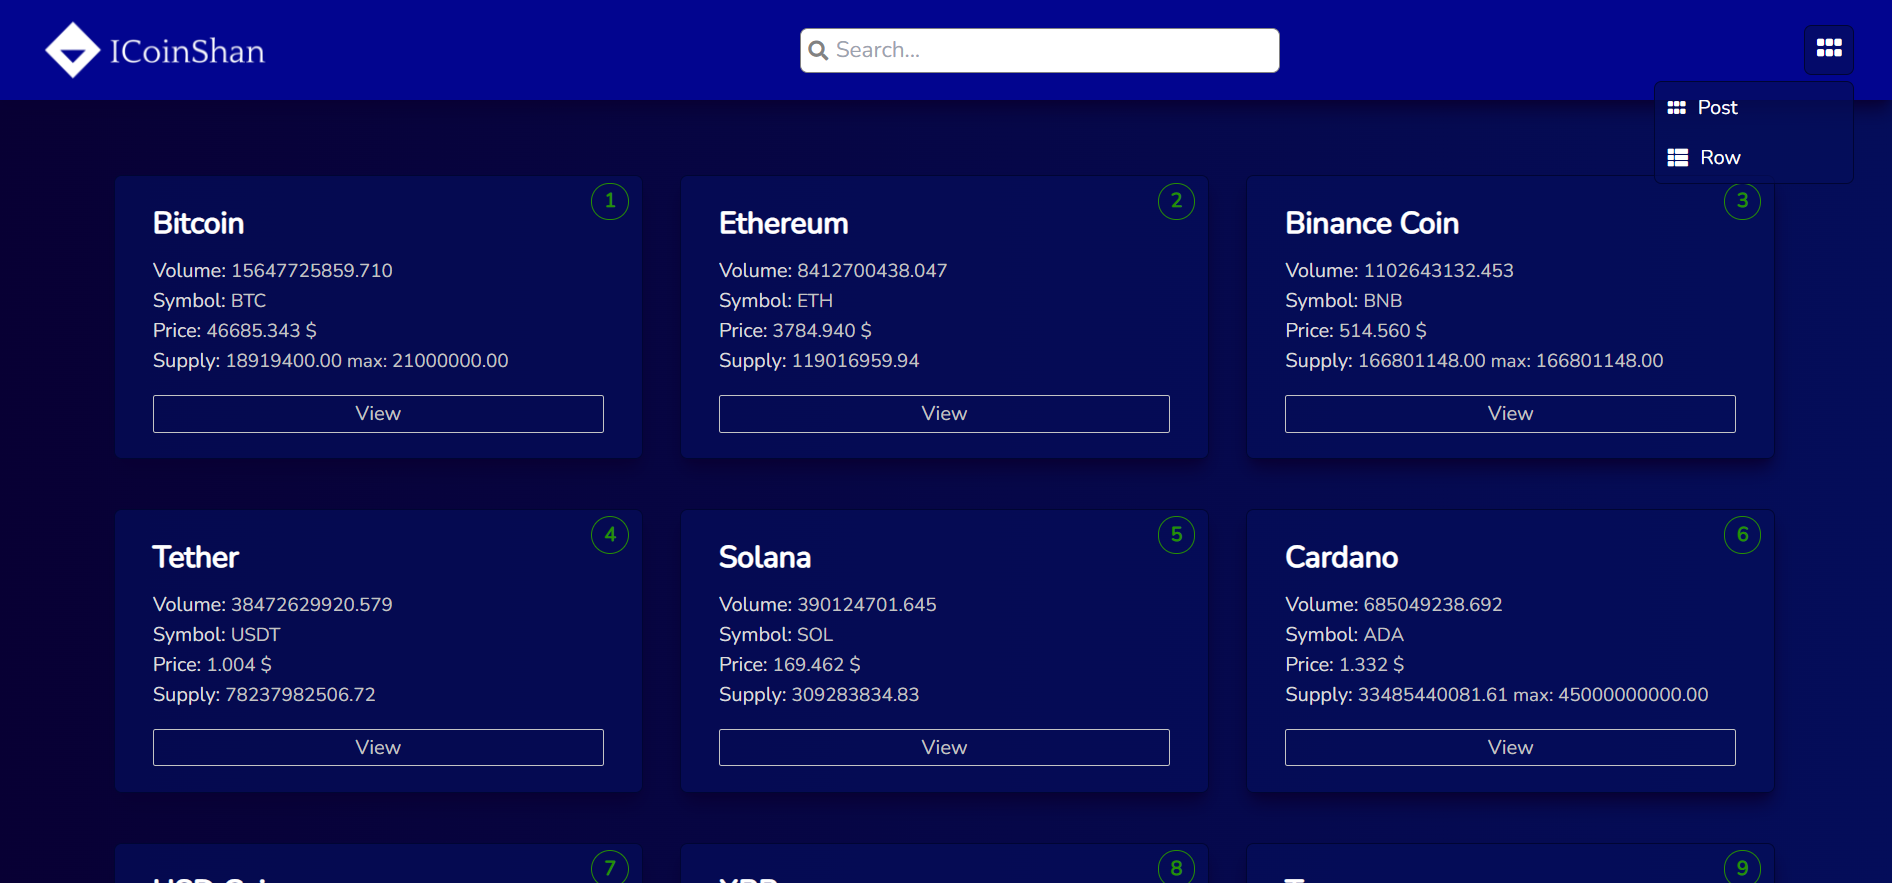 ICoinShan
Search...
Post
Row
1
Bitcoin
Volume: 15647725859.710
Symbol: BTC
Price: 46685.343 $
Supply: 18919400.00 max: 21000000.00
View
2
Ethereum
Volume: 8412700438.047
Symbol: ETH
Price: 3784.940 $
Supply: 119016959.94
View
3
Binance Coin
Volume: 1102643132.453
Symbol: BNB
Price: 514.560 $
Supply: 166801148.00 max: 166801148.00
View
4
Tether
Volume: 38472629920.579
Symbol: USDT
Price: 1.004 $
Supply: 78237982506.72
View
5
Solana
Volume: 390124701.645
Symbol: SOL
Price: 169.462 $
Supply: 309283834.83
View
6
Cardano
Volume: 685049238.692
Symbol: ADA
Price: 1.332 $
Supply: 33485440081.61 max: 45000000000.00
View
7
8
9